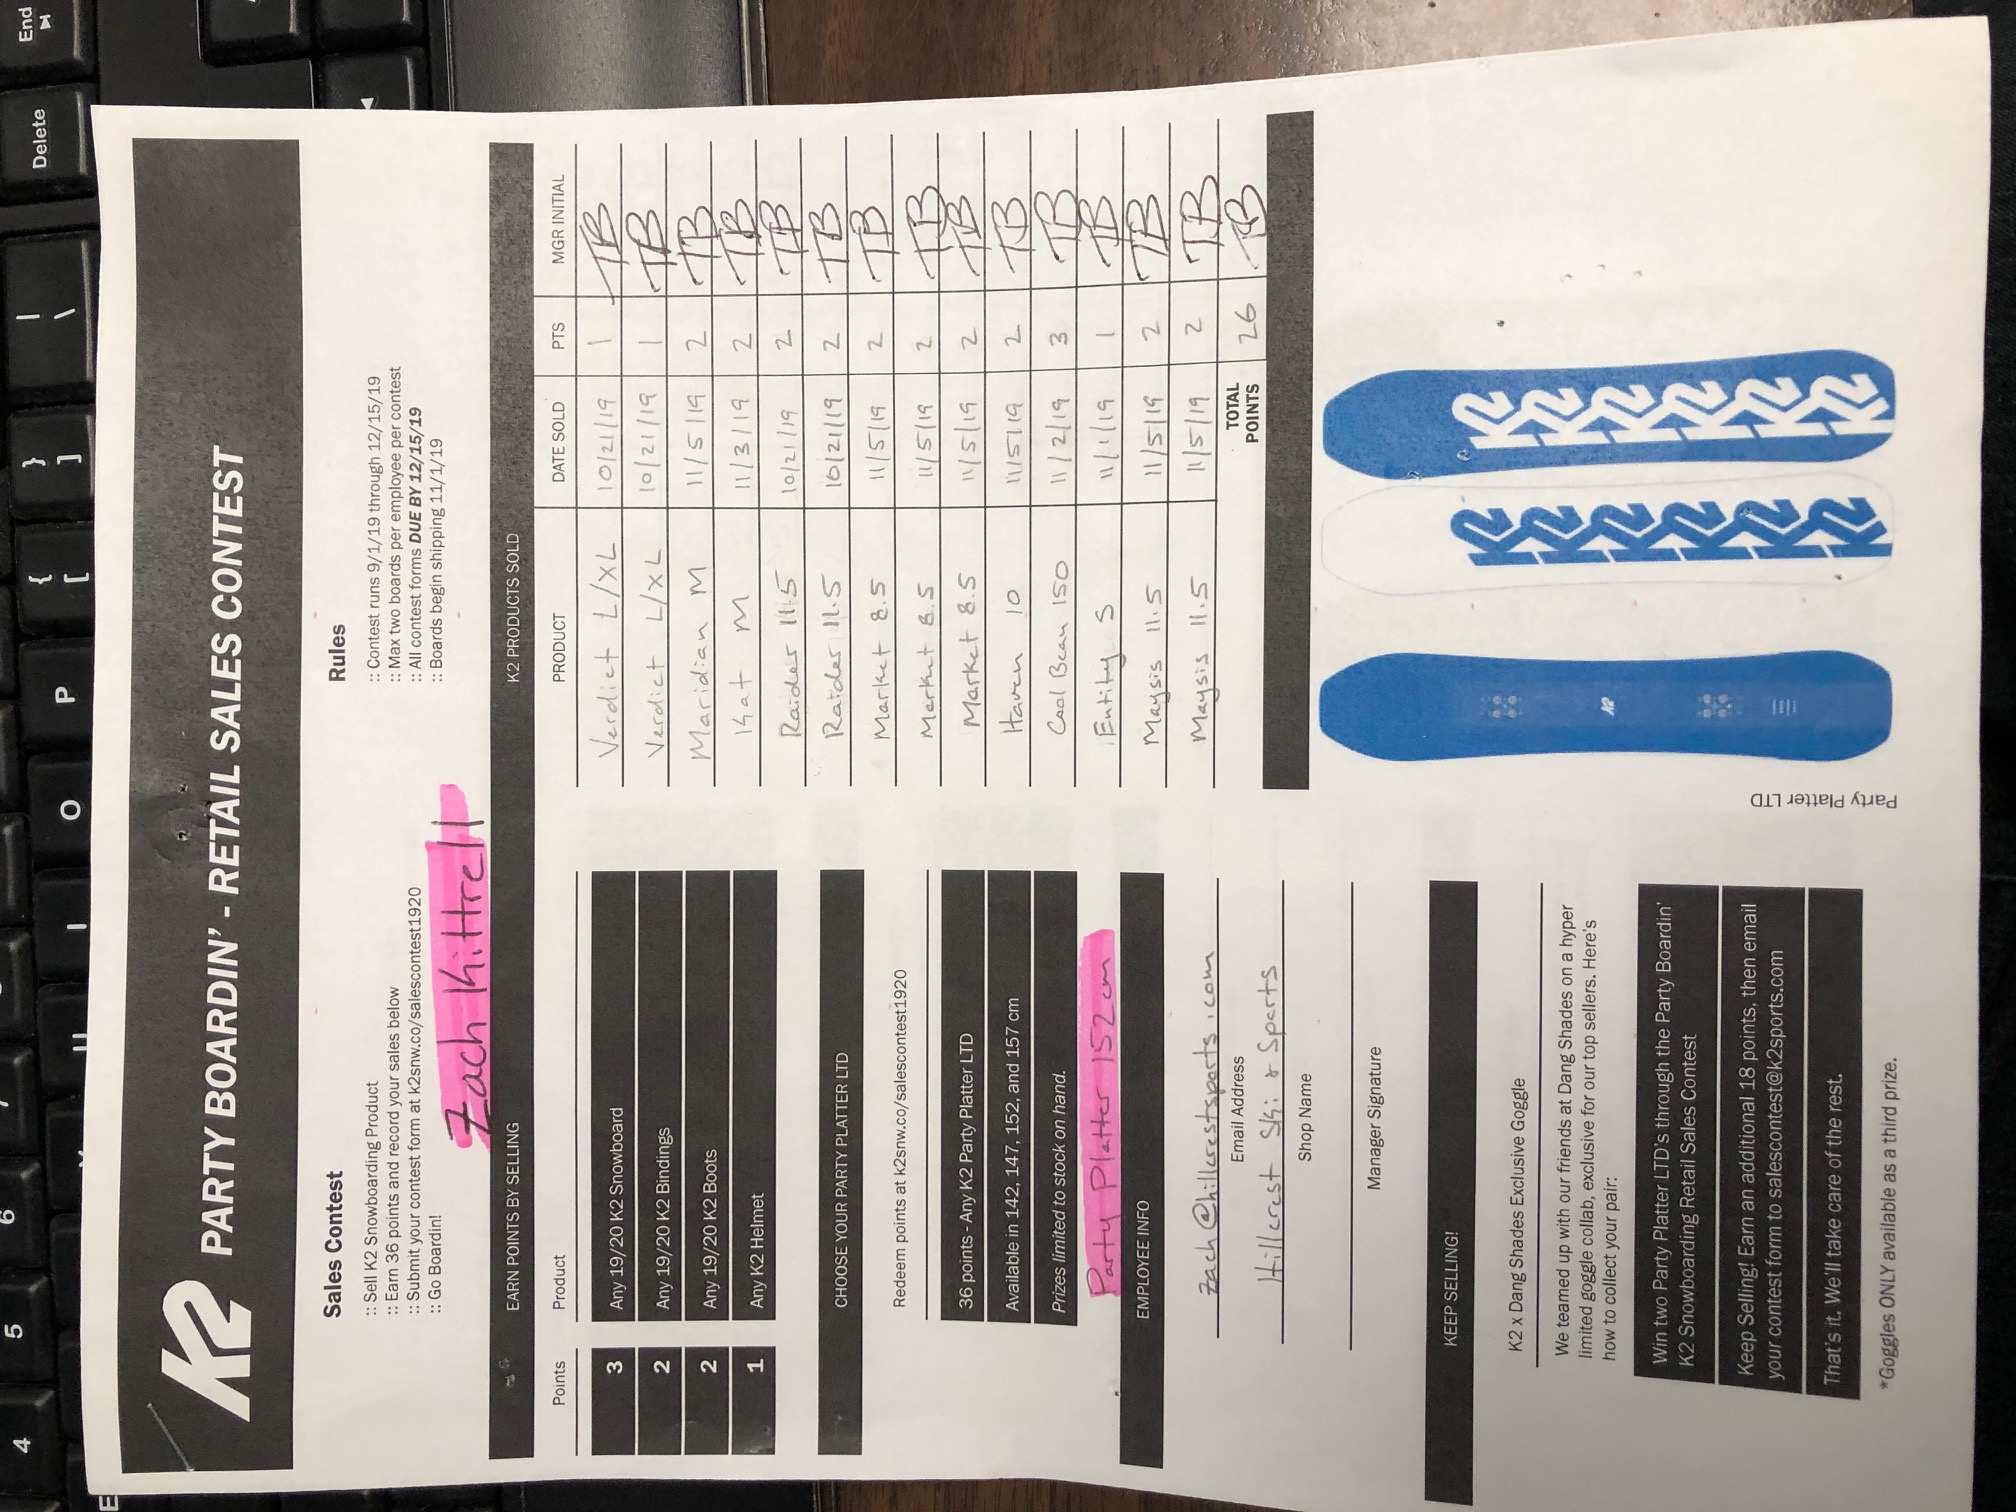 4 5 6
U I O P { [ } ] | \ Delete End
E
K2 PARTY BOARDIN' - RETAIL SALES CONTEST
Sales Contest
:: Sell K2 Snowboarding Product
:: Earn 36 points and record your sales below
:: Submit your contest form at k2snw.co/salescontest1920
:: Go Boardin!
Rules
:: Contest runs 9/1/19 through 12/15/19
:: Max two boards per employee per contest
:: All contest forms DUE BY 12/15/19
:: Boards begin shipping 11/1/19
Zach Kittrell
EARN POINTS BY SELLING
Points Product
3 Any 19/20 K2 Snowboard
2 Any 19/20 K2 Bindings
2 Any 19/20 K2 Boots
1 Any K2 Helmet
CHOOSE YOUR PARTY PLATTER LTD
Redeem points at k2snw.co/salescontest1920
36 points - Any K2 Party Platter LTD
Available in 142, 147, 152, and 157 cm
Prizes limited to stock on hand.
Party Platter 152cm
EMPLOYEE INFO
zach@hillcrestsports.com
Email Address
Hillcrest Ski & Sports
Shop Name
Manager Signature
KEEP SELLING!
K2 x Dang Shades Exclusive Goggle
We teamed up with our friends at Dang Shades on a hyper
limited goggle collab, exclusive for our top sellers. Here's
how to collect your pair:
Win two Party Platter LTD's through the Party Boardin'
K2 Snowboarding Retail Sales Contest
Keep Selling! Earn an additional 18 points, then email
your contest form to salescontest@k2sports.com
That's it. We'll take care of the rest.
*Goggles ONLY available as a third prize.
K2 PRODUCTS SOLD
PRODUCT DATE SOLD PTS MGR INITIAL
Verdict L/XL 10/21/19 1 TB
Verdict L/XL 10/21/19 1 TB
Maridian M 11/5/19 2 TB
Kat M 11/3/19 2 TB
Raider 11.5 10/21/19 2 TB
Raider 11.5 10/21/19 2 TB
Market 8.5 11/5/19 2 TB
Market 8.5 11/5/19 2 TB
Market 8.5 11/5/19 2 TB
Haven 10 11/5/19 2 TB
Cool Bean 150 11/2/19 3 TB
Entity S 11/1/19 1 TB
Maysis 11.5 11/5/19 2 TB
Maysis 11.5 11/5/19 2 TB
TOTAL
POINTS 26 TB
Party Platter LTD
K2
K2 K2 K2 K2 K2 K2
K2 K2 K2 K2 K2 K2